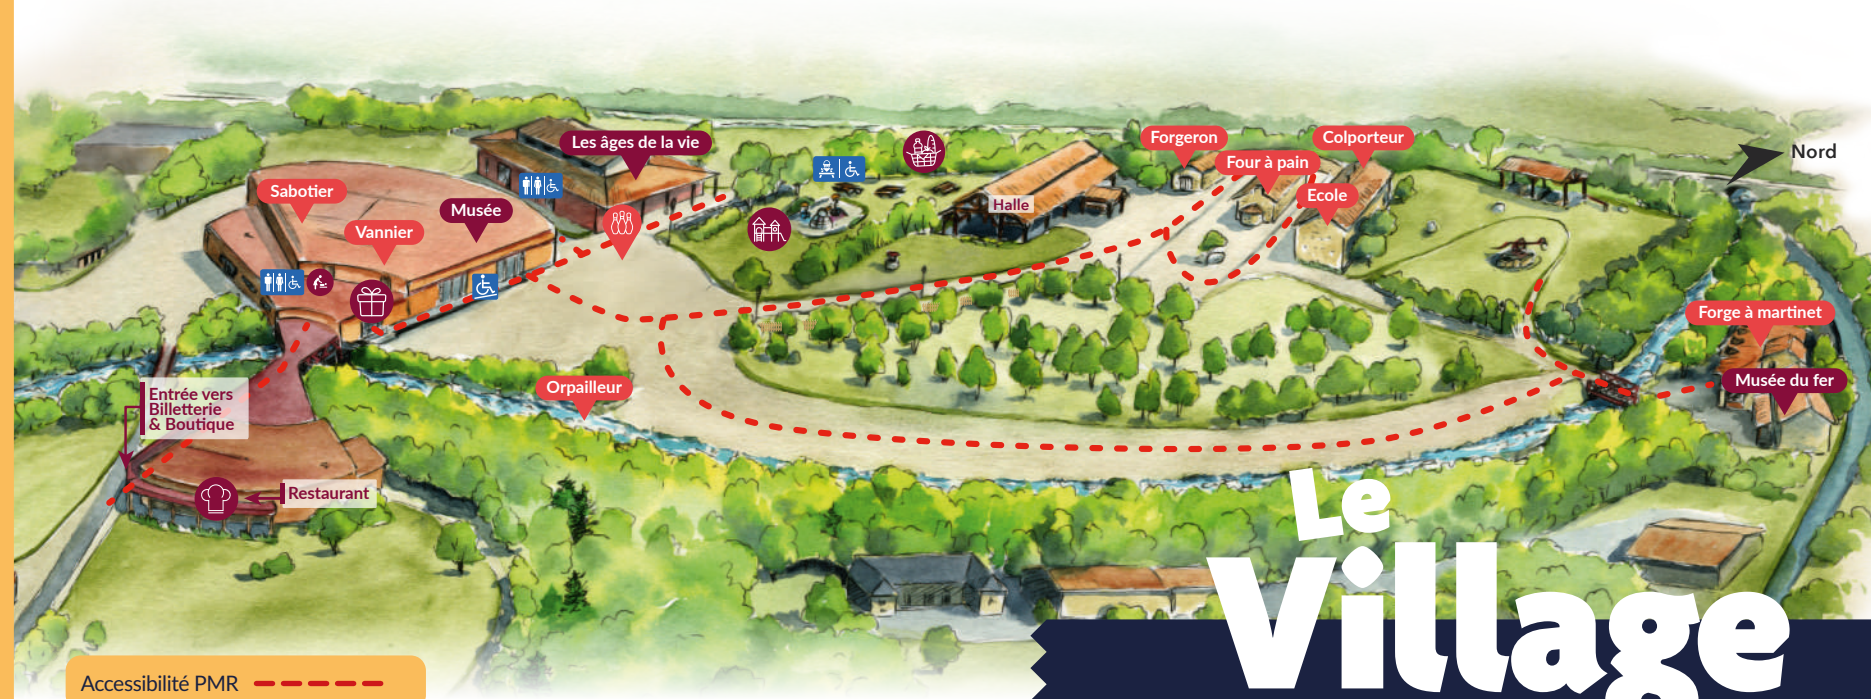 Les âges de la vie
Forgeron
Colporteur
Nord
Four à pain
Sabotier
Ecole
Musée
Halle
Vannier
Forge à martinet
Musée du fer
Orpailleur
Entrée vers
Billetterie
& Boutique
Restaurant
Le
Village
Accessibilité PMR